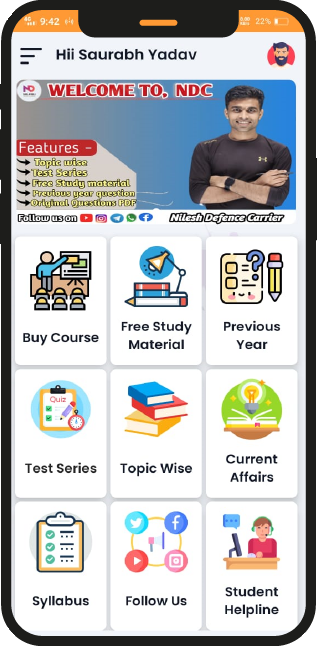 9:42
22%
Hii Saurabh Yadav
WELCOME TO, NDC
Features -
Topic wise
Test Series
Free Study material
Previous year question
Original Questions PDF
Follow us on
Nilesh Defence Carrier
Buy Course
Free Study
Material
Previous
Year
Quiz
Test Series
Topic Wise
Current
Affairs
Syllabus
Follow Us
Student
Helpline